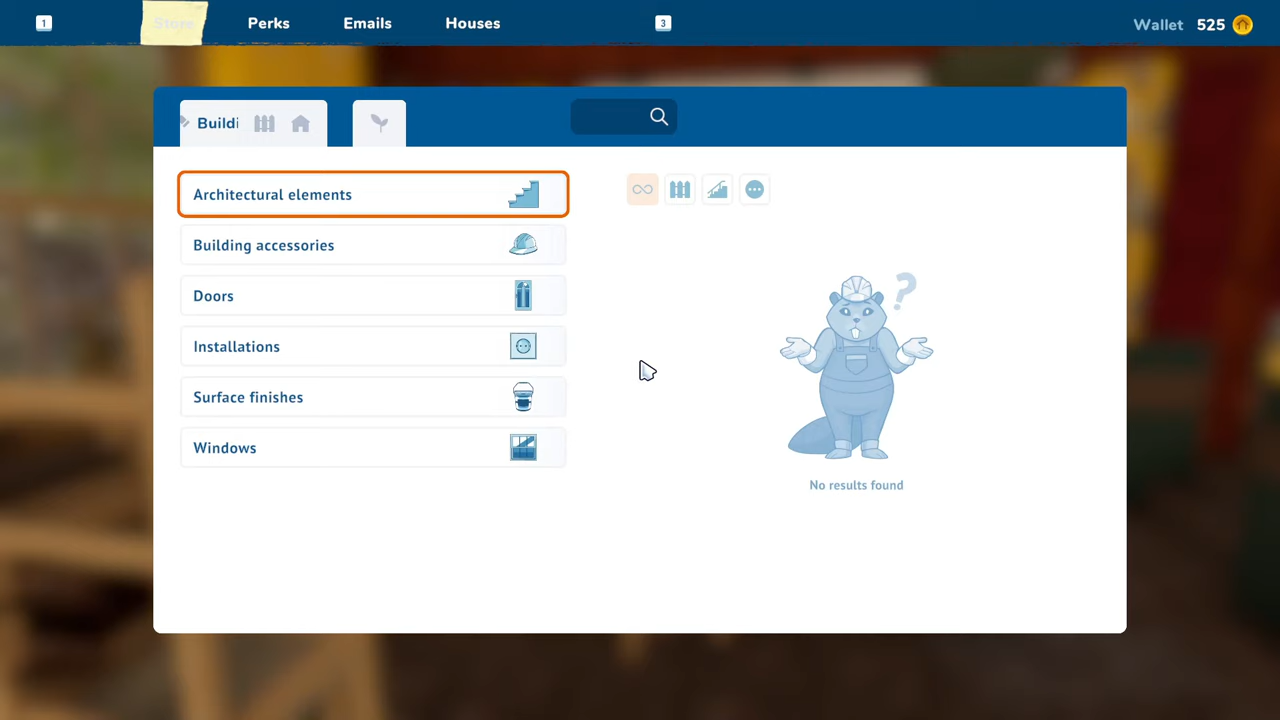 1
Store
Perks
Emails
Houses
3
Wallet 525
Buildi
Architectural elements
Building accessories
Doors
Installations
Surface finishes
Windows
?
No results found